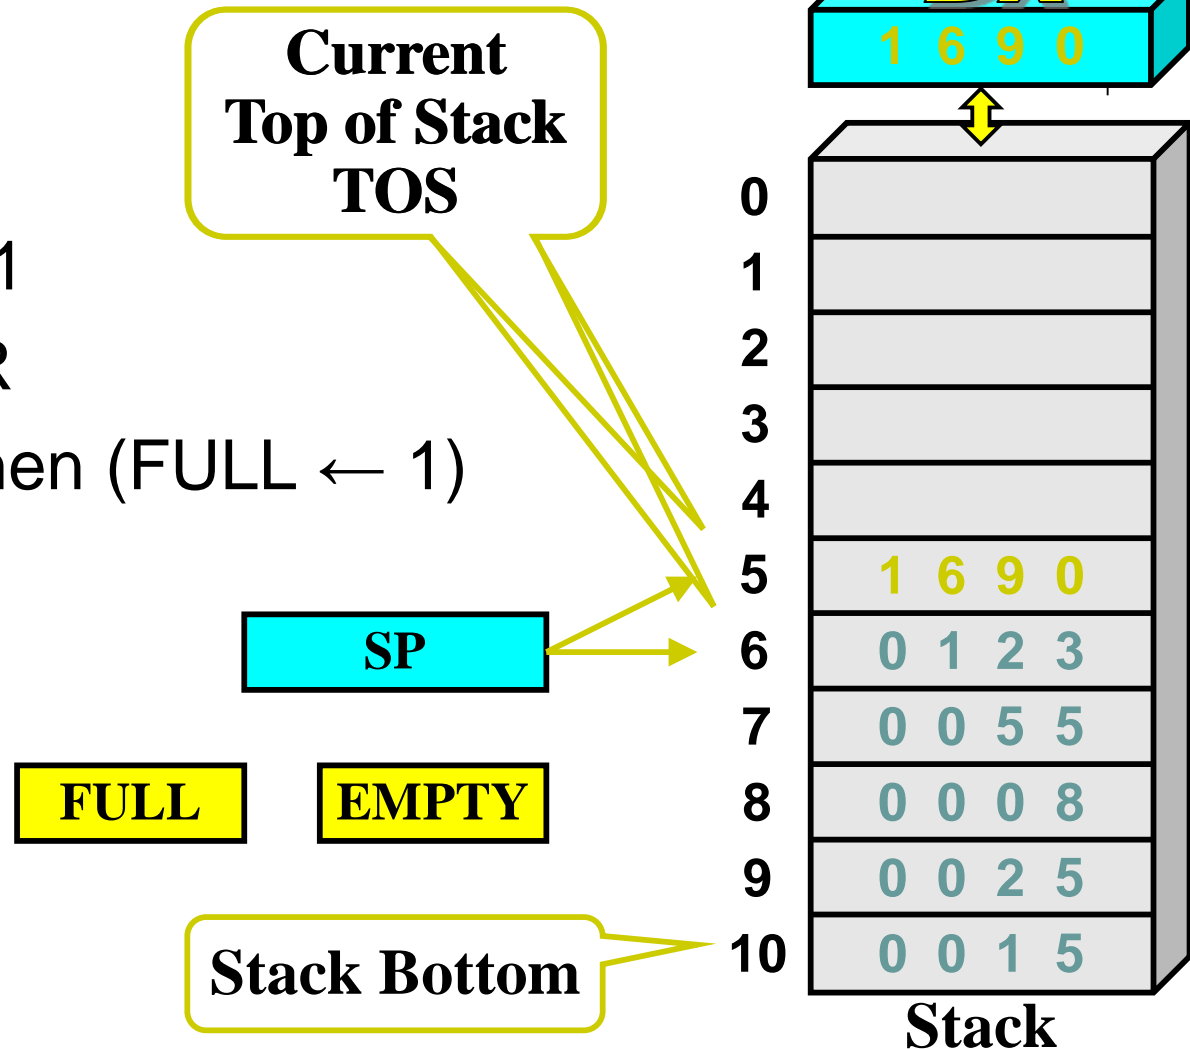 Current
Top of Stack
TOS
1 6 9 0
0
1
1
2
R
3
hen (FULL ← 1)
4
5 1 6 9 0
SP
6 0 1 2 3
7 0 0 5 5
FULL EMPTY
8 0 0 0 8
9 0 0 2 5
Stack Bottom
10 0 0 1 5
Stack